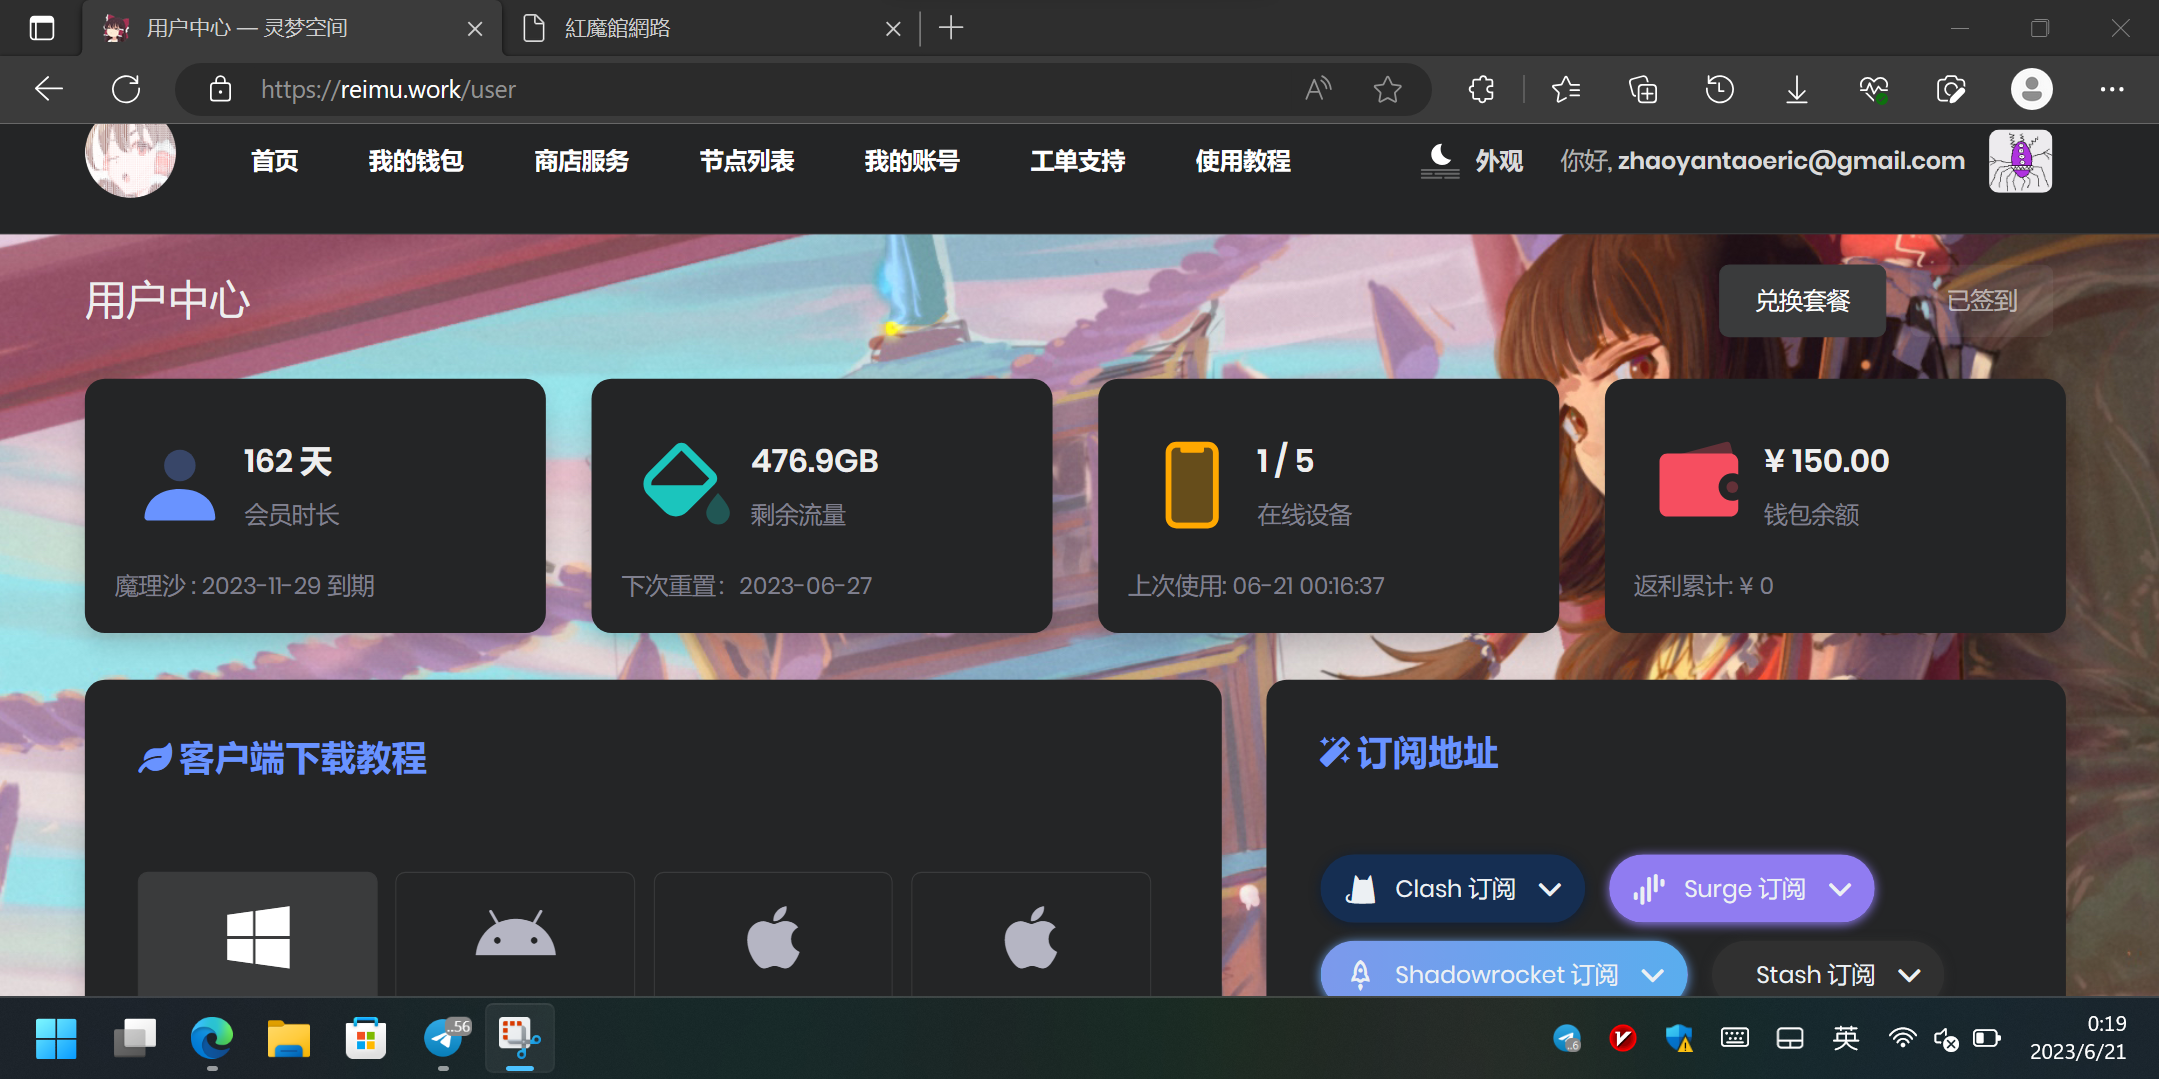 用户中心 — 灵梦空间
紅魔館網路
https://reimu.work/user
首页 我的钱包 商店服务 节点列表 我的账号 工单支持 使用教程 外观 你好, zhaoyantaoeric@gmail.com
用户中心
兑换套餐 已签到
162 天
会员时长
魔理沙 : 2023-11-29 到期
476.9GB
剩余流量
下次重置：2023-06-27
1 / 5
在线设备
上次使用: 06-21 00:16:37
¥ 150.00
钱包余额
返利累计: ¥ 0
客户端下载教程
订阅地址
Clash 订阅 Surge 订阅
Shadowrocket 订阅 Stash 订阅
..56
..6
英
0:19
2023/6/21